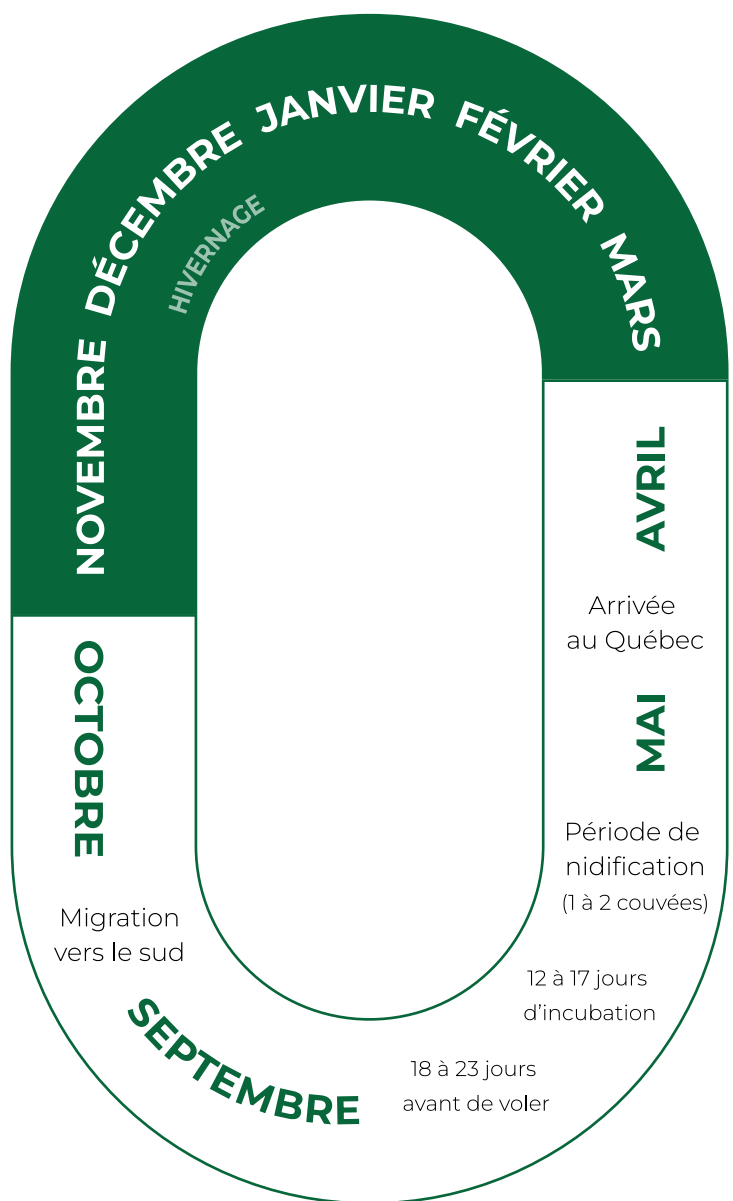 JANVIER
FÉVRIER
MARS
AVRIL
Arrivée
au Québec
MAI
Période de
nidification
(1 à 2 couvées)
12 à 17 jours
d'incubation
18 à 23 jours
avant de voler
SEPTEMBRE
Migration
vers le sud
OCTOBRE
NOVEMBRE
DÉCEMBRE
HIVERNAGE